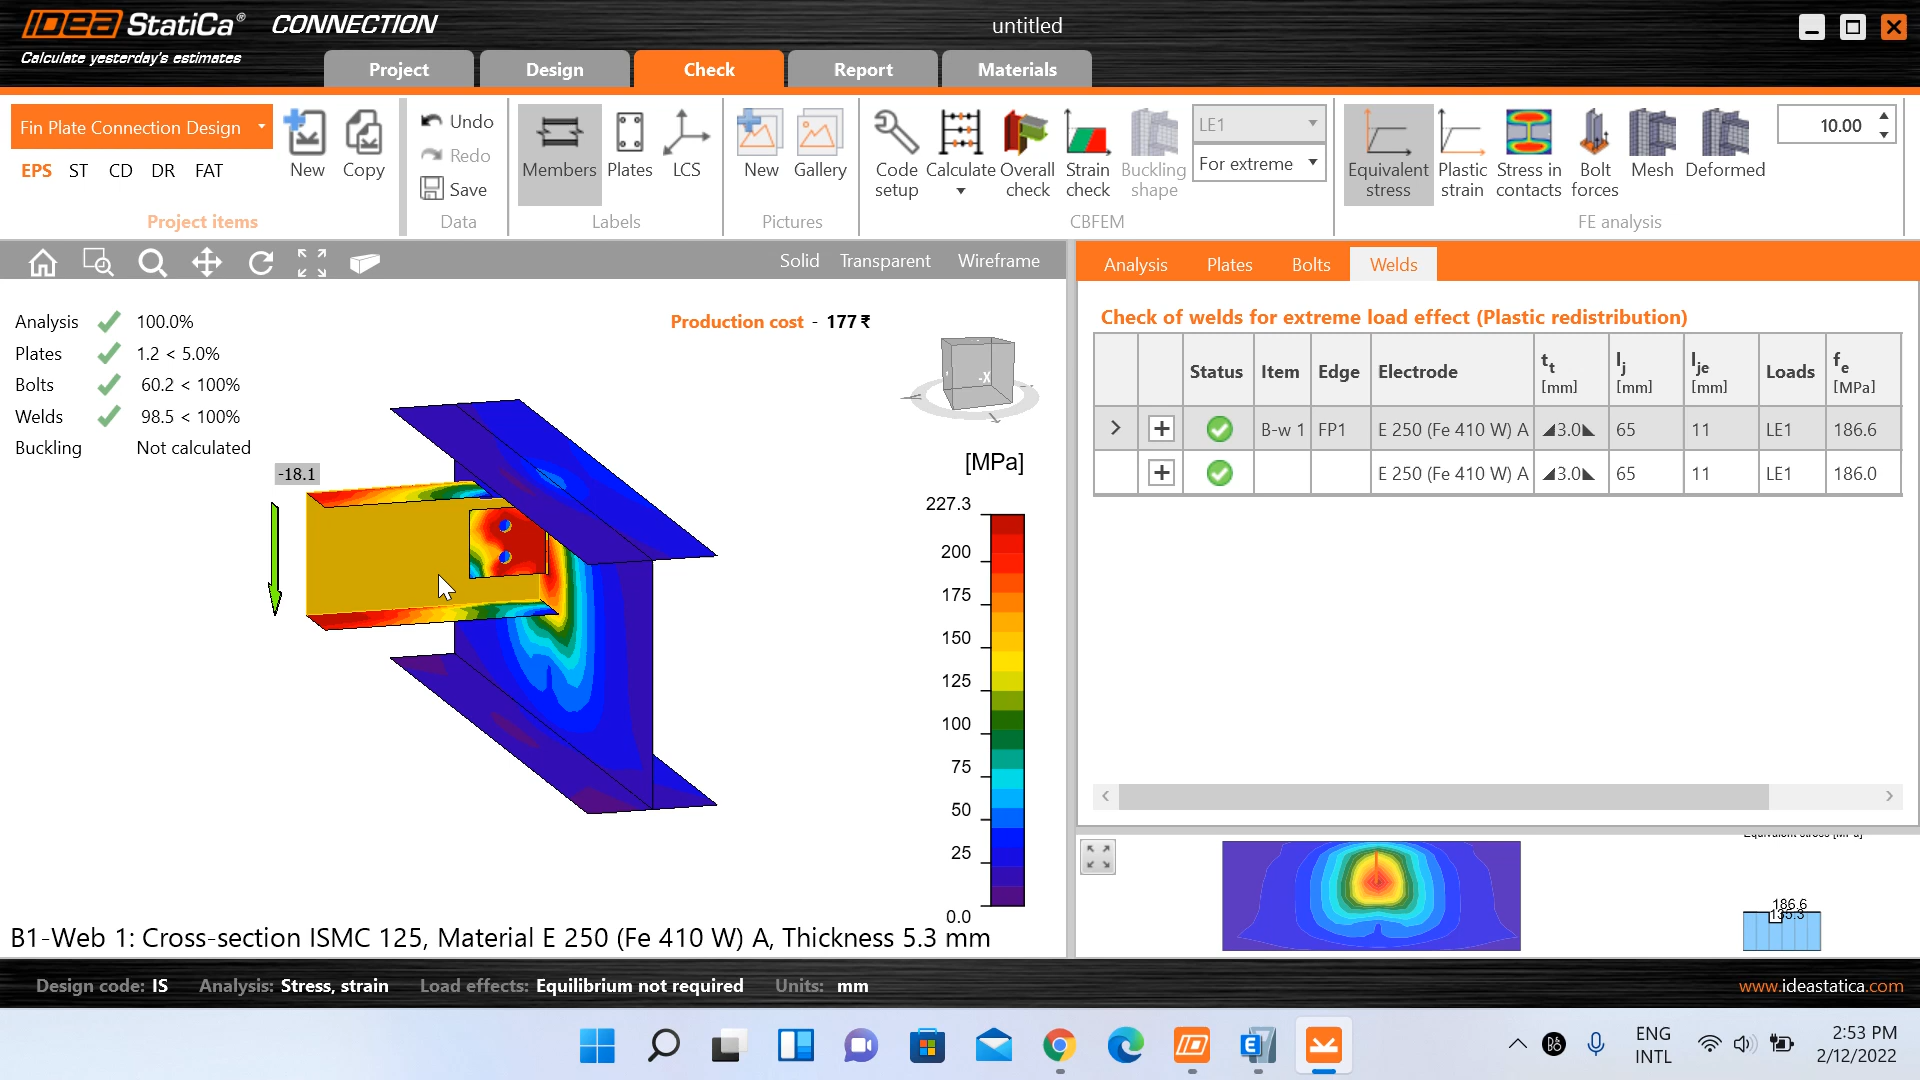 IDEA StatiCa® CONNECTION
Calculate yesterday's estimates
untitled
Project Design Check Report Materials
Fin Plate Connection Design
EPS ST CD DR FAT
Project items
New Copy
Undo
Redo
Save
Data
Members Plates LCS
Labels
New Gallery
Pictures
Code setup
Calculate
Overall check
Strain check
Buckling shape
LE1
For extreme
CBFEM
Equivalent stress
Plastic strain
Stress in contacts
Bolt forces
Mesh
Deformed
10.00
FE analysis
Solid Transparent Wireframe
Analysis 100.0%
Plates 1.2 < 5.0%
Bolts 60.2 < 100%
Welds 98.5 < 100%
Buckling Not calculated
Production cost - 177 ₹
-X
-18.1
[MPa]
227.3
200
175
150
125
100
75
50
25
0.0
B1-Web 1: Cross-section ISMC 125, Material E 250 (Fe 410 W) A, Thickness 5.3 mm
Analysis Plates Bolts Welds
Check of welds for extreme load effect (Plastic redistribution)
Status Item Edge Electrode tt [mm] lj [mm] lje [mm] Loads fe [MPa]
B-w 1 FP1 E 250 (Fe 410 W) A ◢3.0◣ 65 11 LE1 186.6
E 250 (Fe 410 W) A ◢3.0◣ 65 11 LE1 186.0
186.6
135.3
Design code: IS Analysis: Stress, strain Load effects: Equilibrium not required Units: mm
www.ideastatica.com
ENG
INTL
2:53 PM
2/12/2022